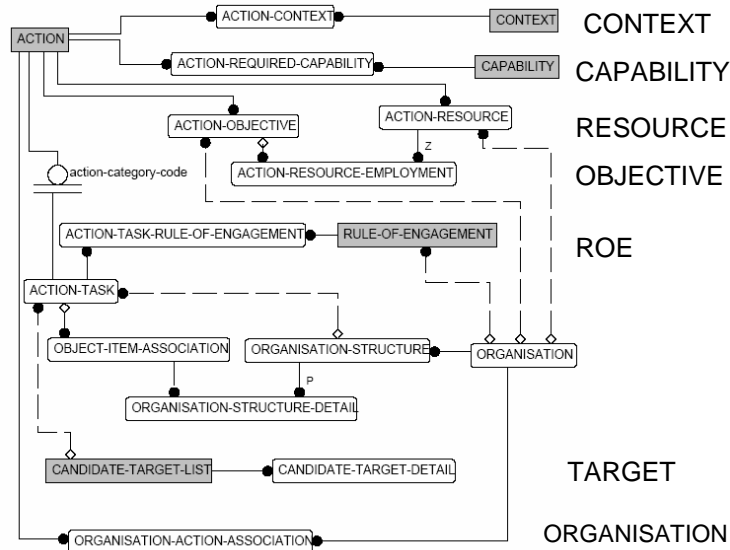 ACTION-CONTEXT
CONTEXT
CONTEXT
ACTION
ACTION-REQUIRED-CAPABILITY
CAPABILITY
CAPABILITY
ACTION-OBJECTIVE
ACTION-RESOURCE
RESOURCE
Z
action-category-code
ACTION-RESOURCE-EMPLOYMENT
OBJECTIVE
ACTION-TASK-RULE-OF-ENGAGEMENT
RULE-OF-ENGAGEMENT
ROE
ACTION-TASK
OBJECT-ITEM-ASSOCIATION
ORGANISATION-STRUCTURE
ORGANISATION
P
ORGANISATION-STRUCTURE-DETAIL
CANDIDATE-TARGET-LIST
CANDIDATE-TARGET-DETAIL
TARGET
ORGANISATION-ACTION-ASSOCIATION
ORGANISATION